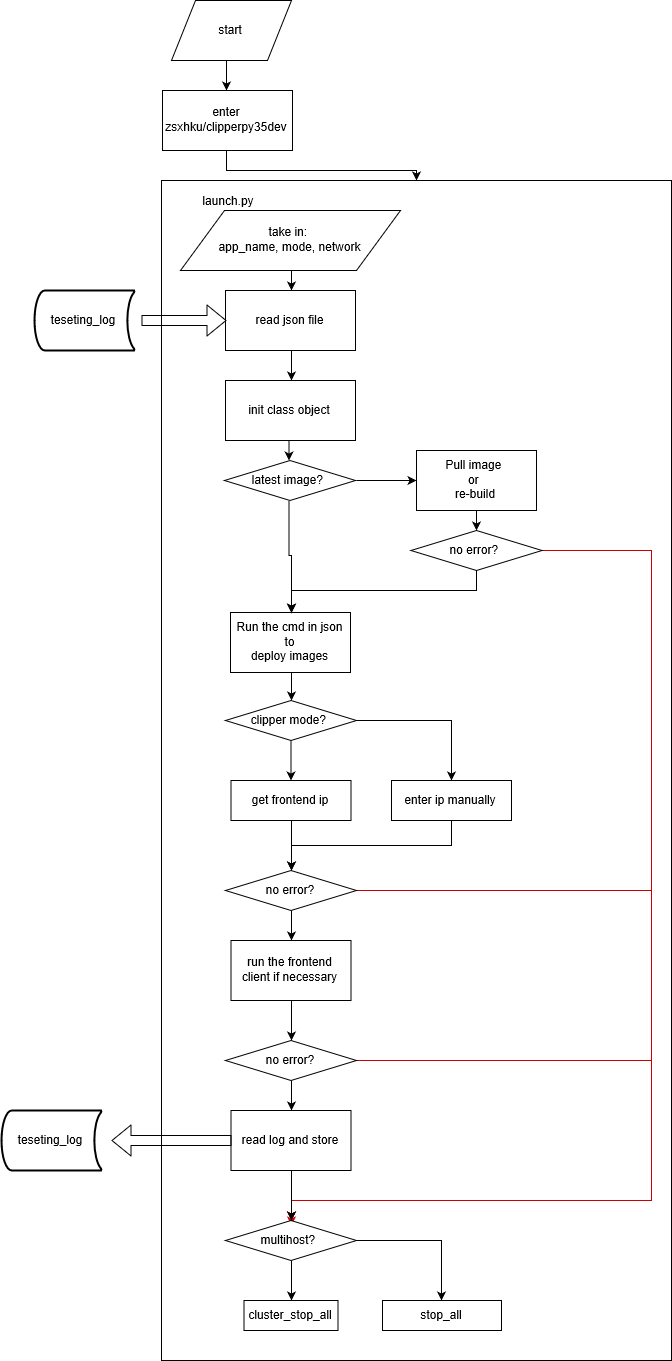 start
enter
zsxhku/clipperpy35dev
launch.py
take in:
app_name, mode, network
teseting_log
read json file
init class object
latest image?
Pull image
or
re-build
no error?
Run the cmd in json
to
deploy images
clipper mode?
get frontend ip
enter ip manually
no error?
run the frontend
client if necessary
no error?
teseting_log
read log and store
multihost?
cluster_stop_all
stop_all